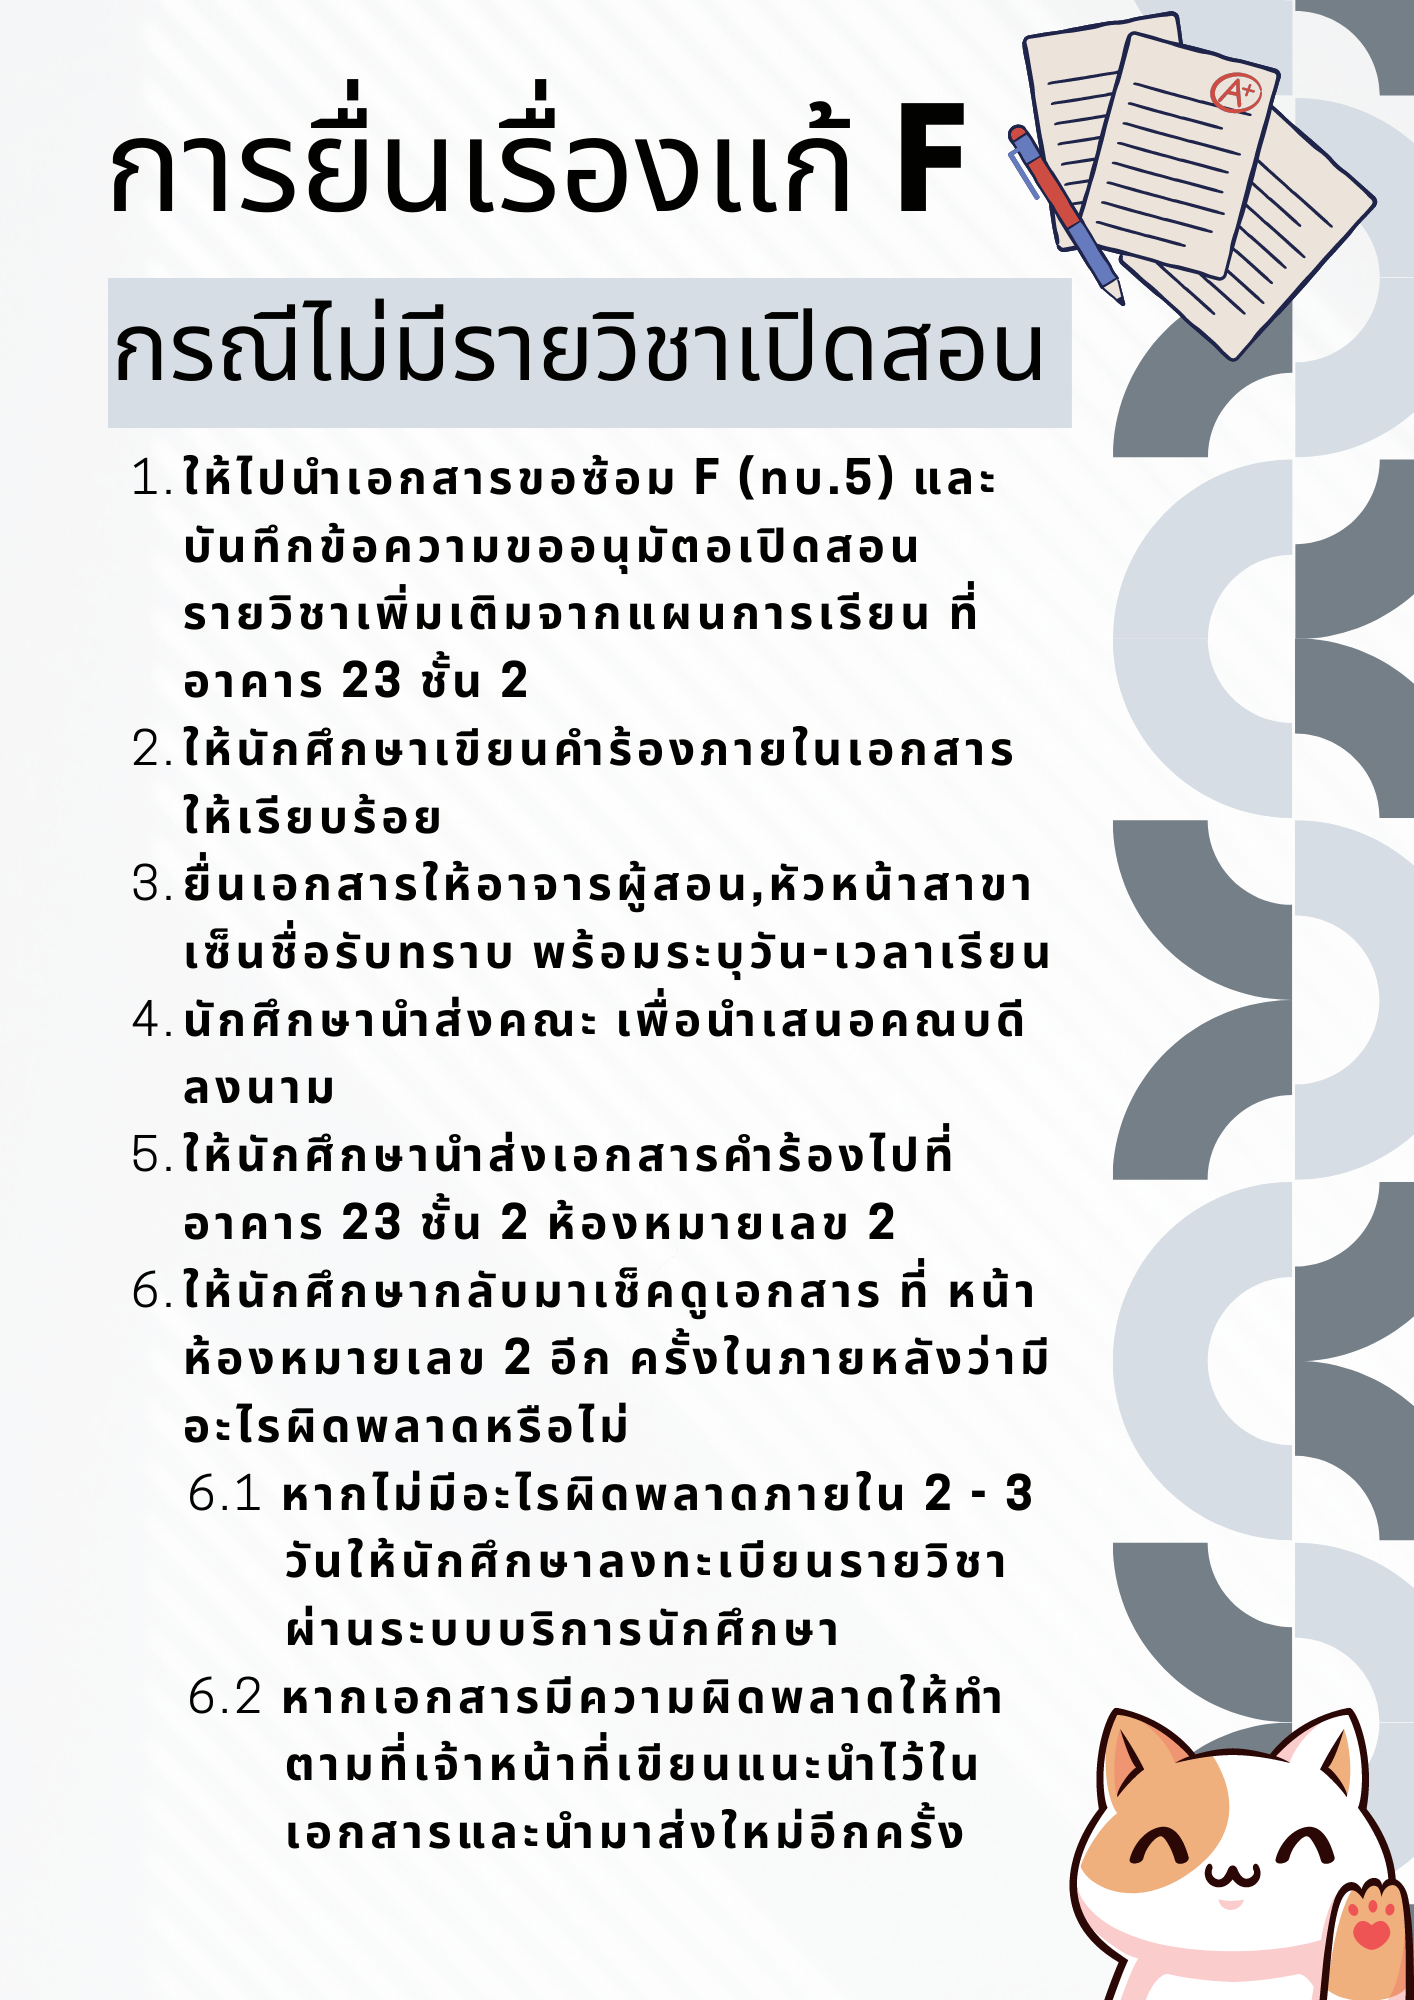 การยื่นเรื่องแก้ F
A+
กรณีไม่มีรายวิชาเปิดสอน
1. ให้ไปนำเอกสารขอซ้อม F (ทบ.5) และ
บันทึกข้อความขออนุมัตอเปิดสอน
รายวิชาเพิ่มเติมจากแผนการเรียน ที่
อาคาร 23 ชั้น 2
2. ให้นักศึกษาเขียนคำร้องภายในเอกสาร
ให้เรียบร้อย
3. ยื่นเอกสารให้อาจารผู้สอน,หัวหน้าสาขา
เซ็นชื่อรับทราบ พร้อมระบุวัน-เวลาเรียน
4. นักศึกษานำส่งคณะ เพื่อนำเสนอคณบดี
ลงนาม
5. ให้นักศึกษานำส่งเอกสารคำร้องไปที่
อาคาร 23 ชั้น 2 ห้องหมายเลข 2
6. ให้นักศึกษากลับมาเช็คดูเอกสาร ที่ หน้า
ห้องหมายเลข 2 อีก ครั้งในภายหลังว่ามี
อะไรผิดพลาดหรือไม่
6.1 หากไม่มีอะไรผิดพลาดภายใน 2 - 3
วันให้นักศึกษาลงทะเบียนรายวิชา
ผ่านระบบบริการนักศึกษา
6.2 หากเอกสารมีความผิดพลาดให้ทำ
ตามที่เจ้าหน้าที่เขียนแนะนำไว้ใน
เอกสารและนำมาส่งใหม่อีกครั้ง